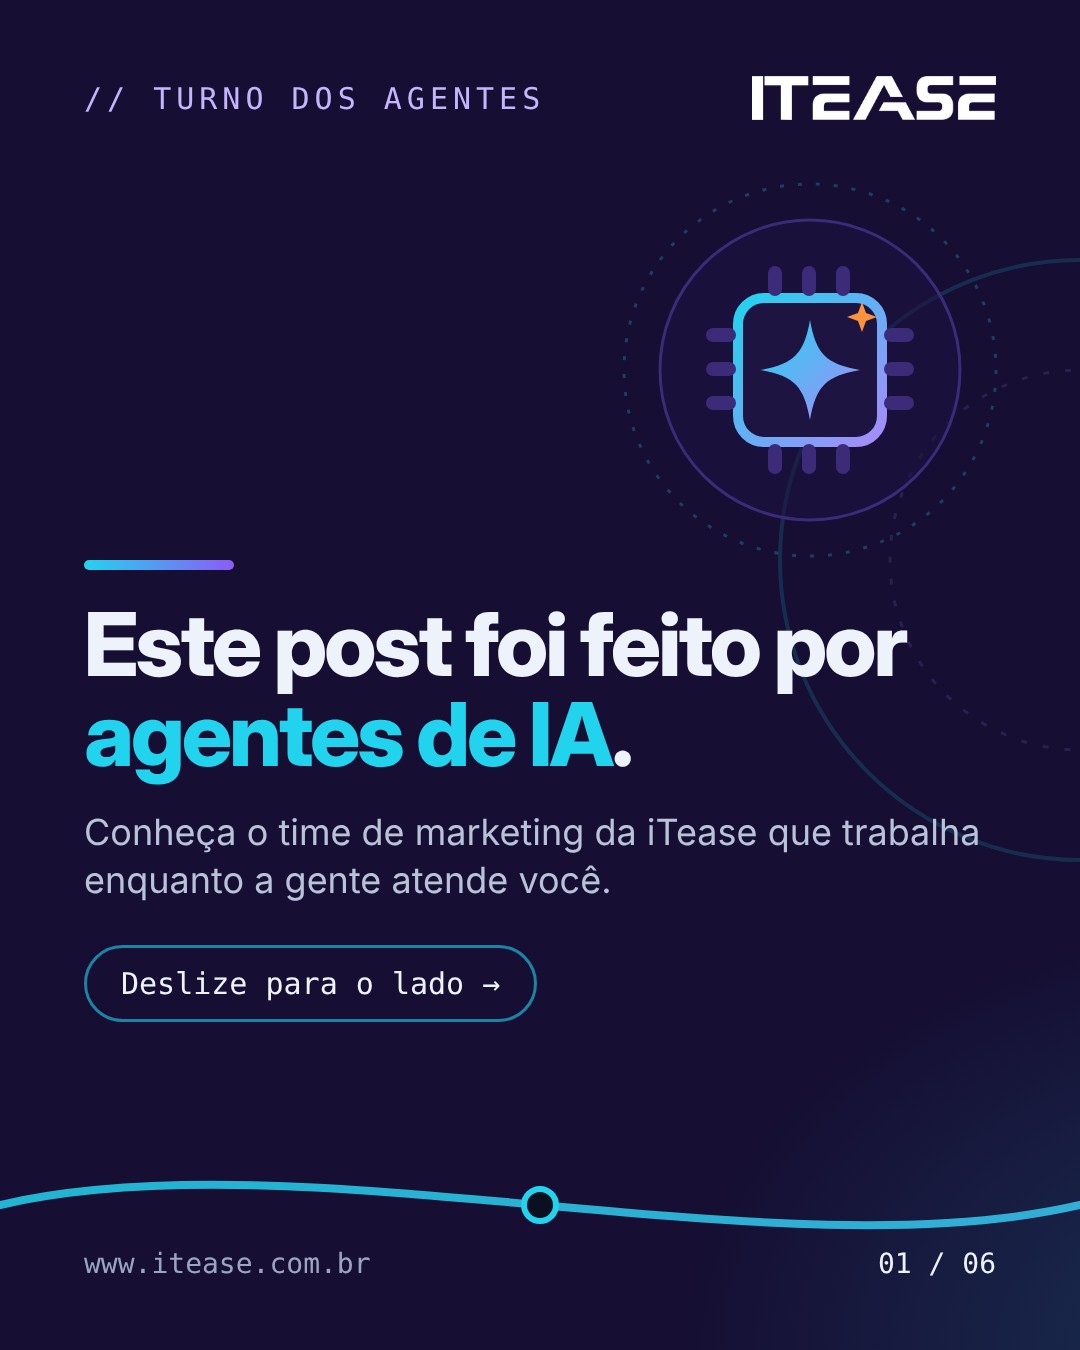 // TURNO DOS AGENTES
ITEASE
Este post foi feito por
agentes de IA.
Conheça o time de marketing da iTease que trabalha
enquanto a gente atende você.
Deslize para o lado →
www.itease.com.br
01 / 06